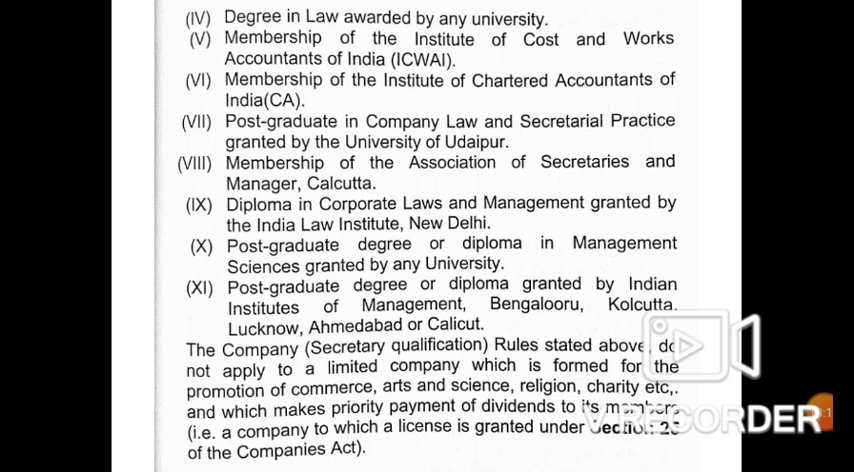 (IV) Degree in Law awarded by any university.
(V) Membership of the Institute of Cost and Works
Accountants of India (ICWAI).
(VI) Membership of the Institute of Chartered Accountants of
India(CA).
(VII) Post-graduate in Company Law and Secretarial Practice
granted by the University of Udaipur.
(VIII) Membership of the Association of Secretaries and
Manager, Calcutta.
(IX) Diploma in Corporate Laws and Management granted by
the India Law Institute, New Delhi.
(X) Post-graduate degree or diploma in Management
Sciences granted by any University.
(XI) Post-graduate degree or diploma granted by Indian
Institutes of Management, Bengalooru, Kolcutta.
Lucknow, Ahmedabad or Calicut.
The Company (Secretary qualification) Rules stated above, do
not apply to a limited company which is formed for the
promotion of commerce, arts and science, religion, charity etc,.
and which makes priority payment of dividends to its members
(i.e. a company to which a license is granted under Section
of the Companies Act).
RECORDER